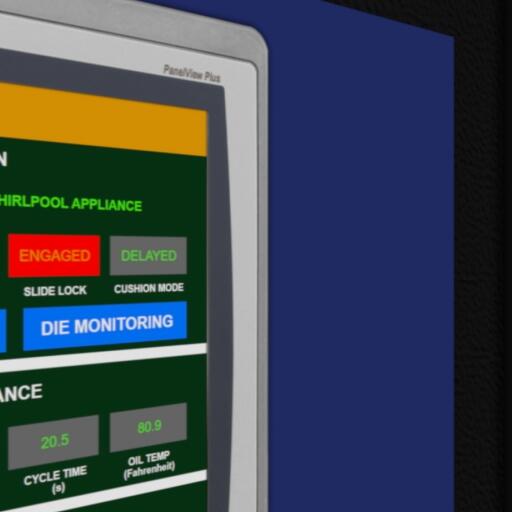 PanelView Plus
HIRLPOOL APPLIANCE
ENGAGED
DELAYED
SLIDE LOCK
CUSHION MODE
DIE MONITORING
ANCE
20.5
80.9
CYCLE TIME
(s)
OIL TEMP
(Fahrenheit)